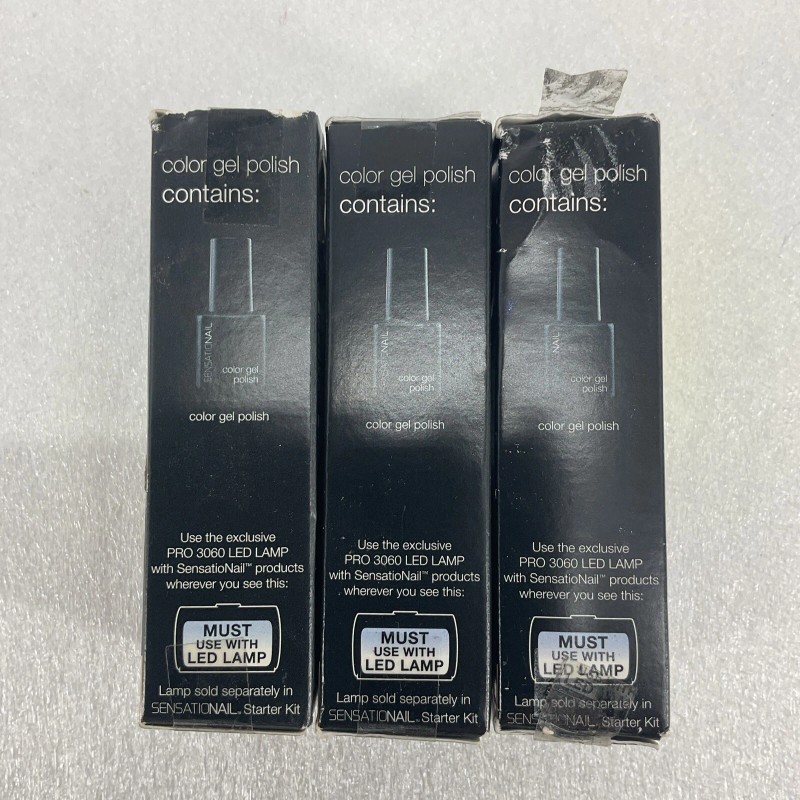 color gel polish
contains:
SENSATIONAIL
color gel
polish
color gel polish
Use the exclusive
PRO 3060 LED LAMP
with SensatioNail™ products
wherever you see this:
MUST
USE WITH
LED LAMP
Lamp sold separately in
SENSATIONAIL™ Starter Kit
color gel polish
contains:
SENSATIONAIL
color gel
polish
color gel polish
Use the exclusive
PRO 3060 LED LAMP
with SensatioNail™ products
wherever you see this:
MUST
USE WITH
LED LAMP
Lamp sold separately in
SENSATIONAIL™ Starter Kit
color gel polish
contains:
SENSATIONAIL
color gel
polish
color gel polish
Use the exclusive
PRO 3060 LED LAMP
with SensatioNail™ products
wherever you see this:
MUST
USE WITH
LED LAMP
Lamp sold separately in
SENSATIONAIL™ Starter Kit